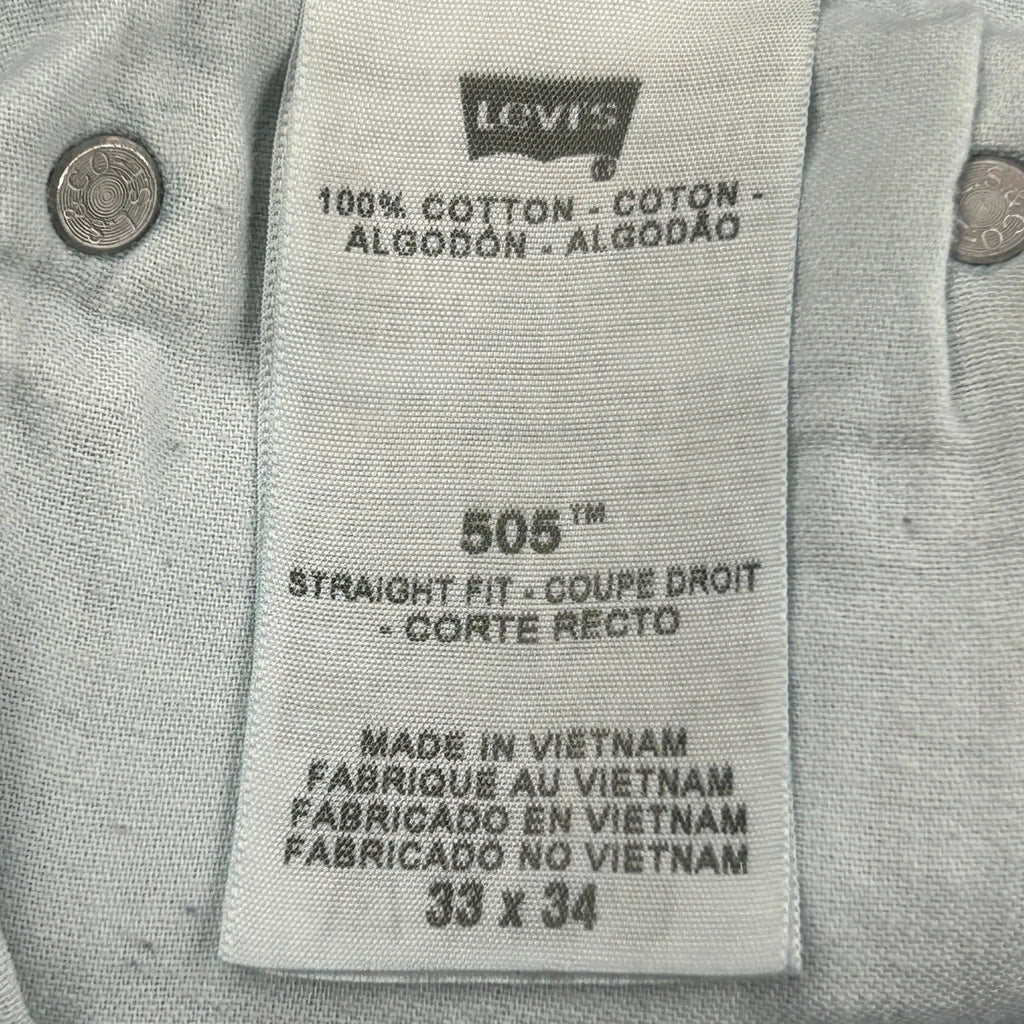 LEVI'S
100% COTTON - COTON -
ALGODÓN - ALGODÃO
505™
STRAIGHT FIT - COUPE DROIT
- CORTE RECTO
MADE IN VIETNAM
FABRIQUE AU VIETNAM
FABRICADO EN VIETNAM
FABRICADO NO VIETNAM
33 x 34